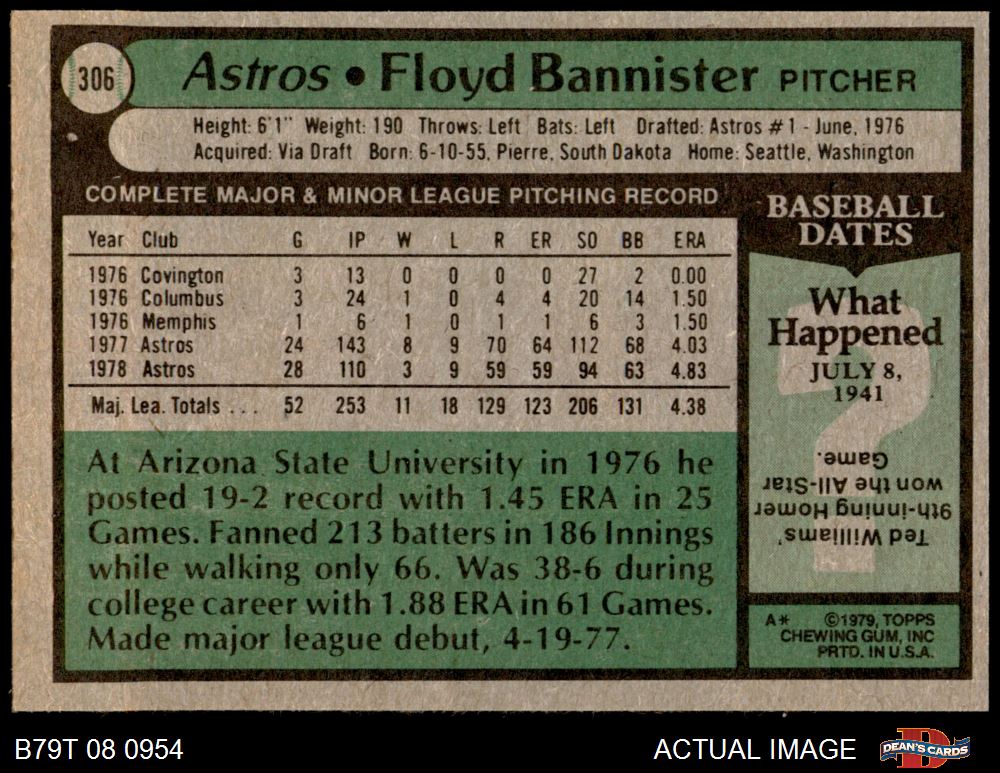 306
Astros • Floyd Bannister PITCHER
Height: 6'1" Weight: 190 Throws: Left Bats: Left Drafted: Astros #1 - June, 1976
Acquired: Via Draft Born: 6-10-55, Pierre, South Dakota Home: Seattle, Washington
COMPLETE MAJOR & MINOR LEAGUE PITCHING RECORD
Year Club G IP W L R ER SO BB ERA
1976 Covington 3 13 0 0 0 0 27 2 0.00
1976 Columbus 3 24 1 0 4 4 20 14 1.50
1976 Memphis 1 6 1 0 1 1 6 3 1.50
1977 Astros 24 143 8 9 70 64 112 68 4.03
1978 Astros 28 110 3 9 59 59 94 63 4.83
Maj. Lea. Totals . . . 52 253 11 18 129 123 206 131 4.38
At Arizona State University in 1976 he
posted 19-2 record with 1.45 ERA in 25
Games. Fanned 213 batters in 186 Innings
while walking only 66. Was 38-6 during
college career with 1.88 ERA in 61 Games.
Made major league debut, 4-19-77.
BASEBALL
DATES
What
Happened
JULY 8,
1941
Ted Williams'
9th-inning Homer
won the All-Star
Game.
A* ©1979, TOPPS
CHEWING GUM, INC
PRTD. IN U.S.A.
B79T 08 0954
ACTUAL IMAGE
DEAN'S CARDS